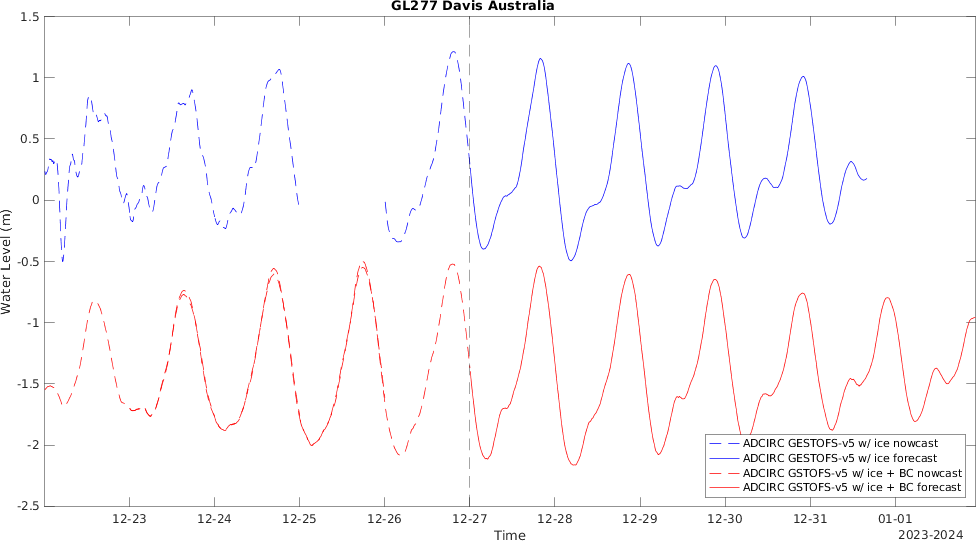 GL277 Davis Australia
1.5
1
0.5
0
-0.5
-1
-1.5
-2
-2.5
Water Level (m)
ADCIRC GESTOFS-v5 w/ ice nowcast
ADCIRC GESTOFS-v5 w/ ice forecast
ADCIRC GSTOFS-v5 w/ ice + BC nowcast
ADCIRC GSTOFS-v5 w/ ice + BC forecast
12-23 12-24 12-25 12-26 12-27 12-28 12-29 12-30 12-31 01-01
Time
2023-2024